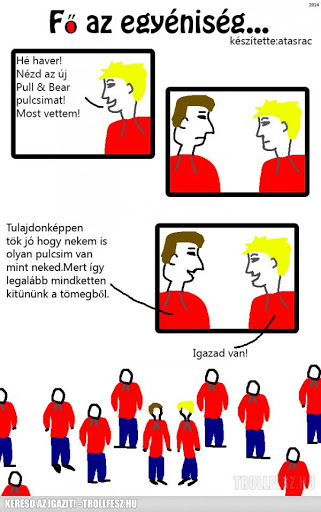 2014
Fő az egyéniség...
készítette:atasrac
Hé haver!
Nézd az új
Pull & Bear
pulcsimat!
Most vettem!
Tulajdonképpen
tök jó hogy nekem is
olyan pulcsim van
mint neked.Mert így
legalább mindketten
kitűnünk a tömegből.
Igazad van!
TROLLFESZ.HU
KERESD AZ IGAZIT! -TROLLFESZ.HU